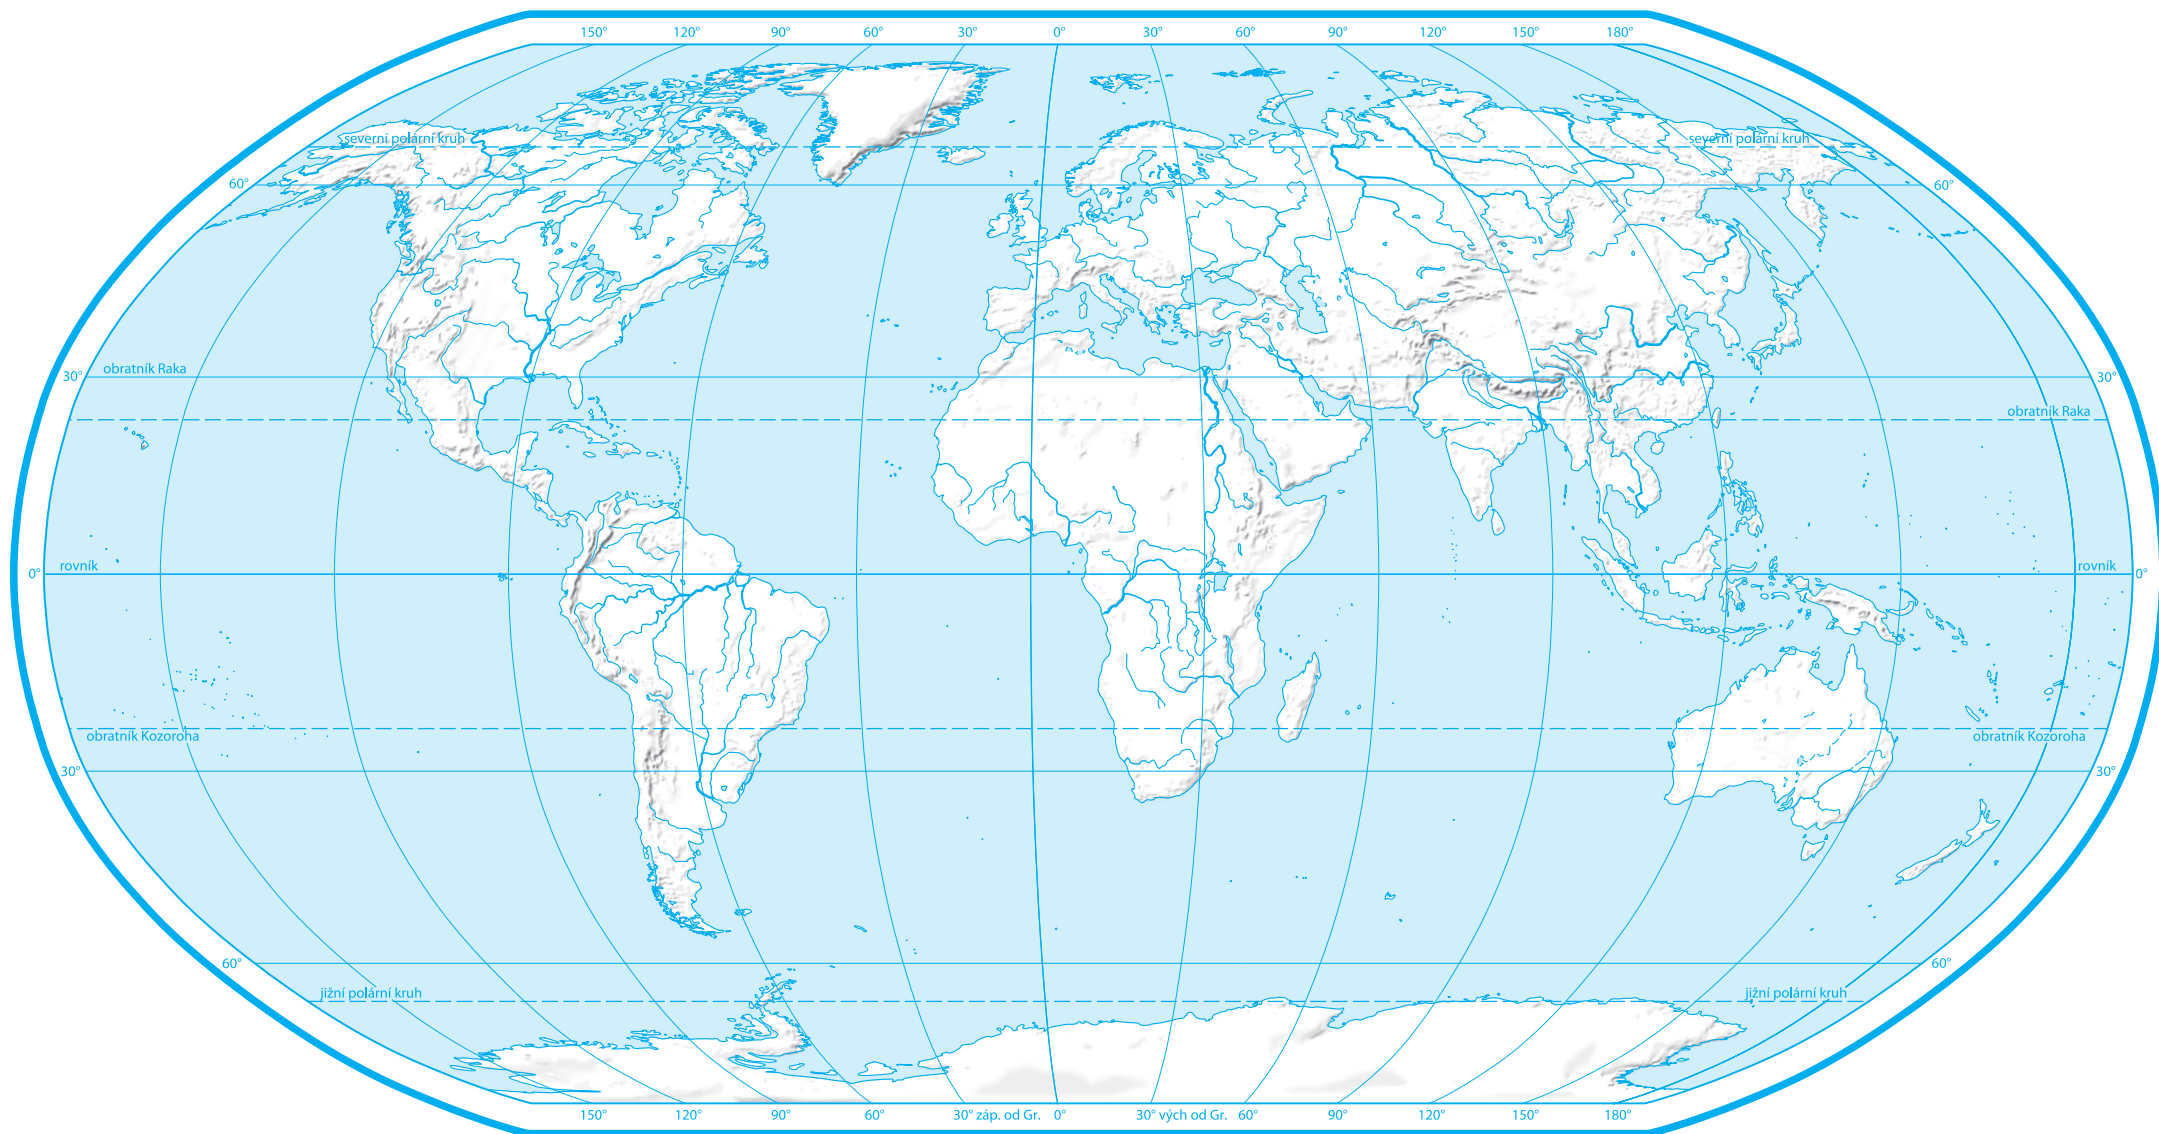 150° 120° 90° 60° 30° 0° 30° 60° 90° 120° 150° 180°
severní polární kruh severní polární kruh
60° 60°
obratník Raka
30° 30°
obratník Raka
rovník rovník
0° 0°
obratník Kozoroha obratník Kozoroha
30° 30°
60° 60°
jižní polární kruh jižní polární kruh
150° 120° 90° 60° 30° záp. od Gr. 0° 30° vých od Gr. 60° 90° 120° 150° 180°